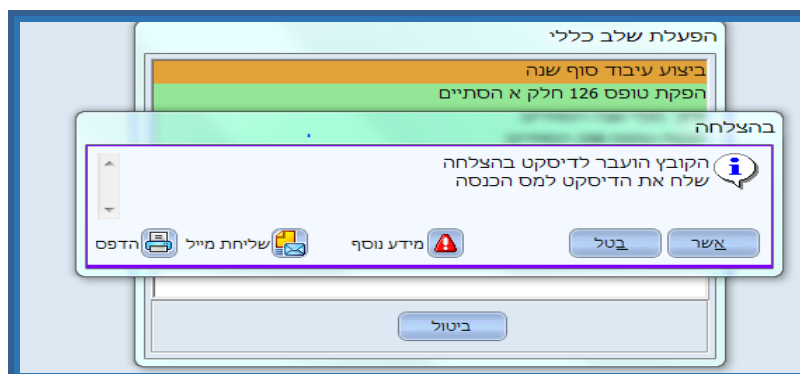 הפעלת שלב כללי
ביצוע עיבוד סוף שנה
הפקת טופס 126 חלק א הסתיים
בהצלחה
הקובץ הועבר לדיסקט בהצלחה
שלח את הדיסקט למס הכנסה
אשר בטל מידע נוסף שליחת מייל הדפס
ביטול